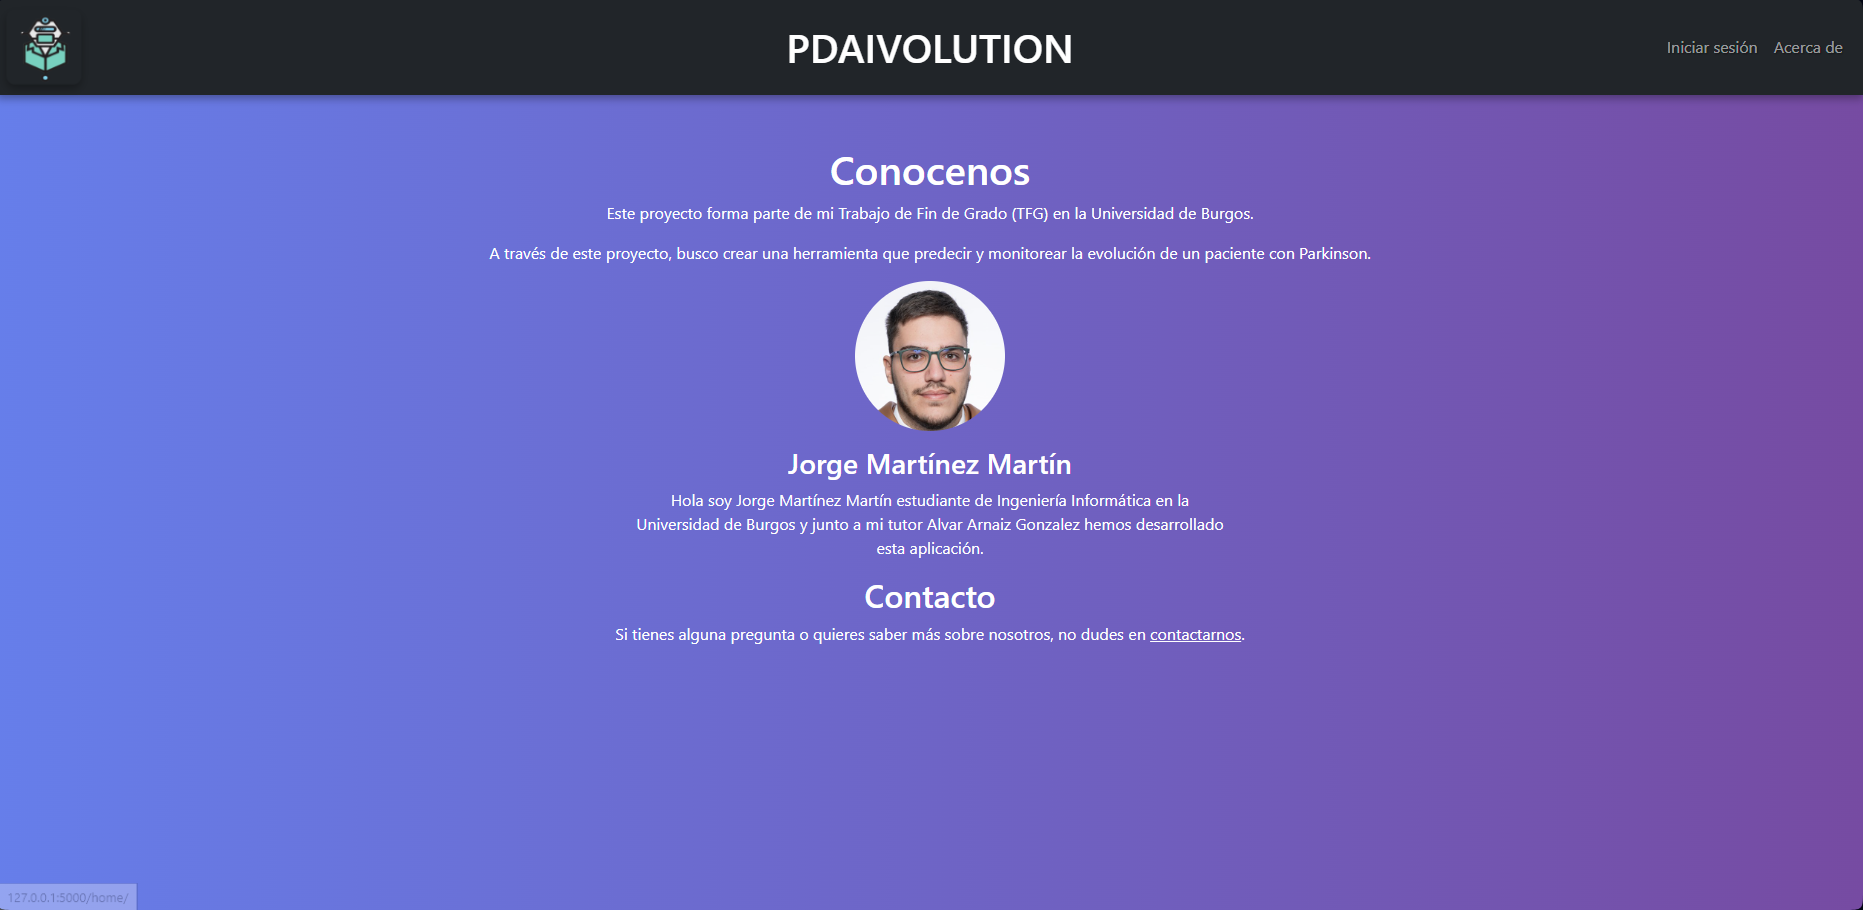 PDAIVOLUTION
Iniciar sesión Acerca de
Conocenos
Este proyecto forma parte de mi Trabajo de Fin de Grado (TFG) en la Universidad de Burgos.
A través de este proyecto, busco crear una herramienta que predecir y monitorear la evolución de un paciente con Parkinson.
Jorge Martínez Martín
Hola soy Jorge Martínez Martín estudiante de Ingeniería Informática en la
Universidad de Burgos y junto a mi tutor Alvar Arnaiz Gonzalez hemos desarrollado
esta aplicación.
Contacto
Si tienes alguna pregunta o quieres saber más sobre nosotros, no dudes en contactarnos.
127.0.0.1:5000/home/